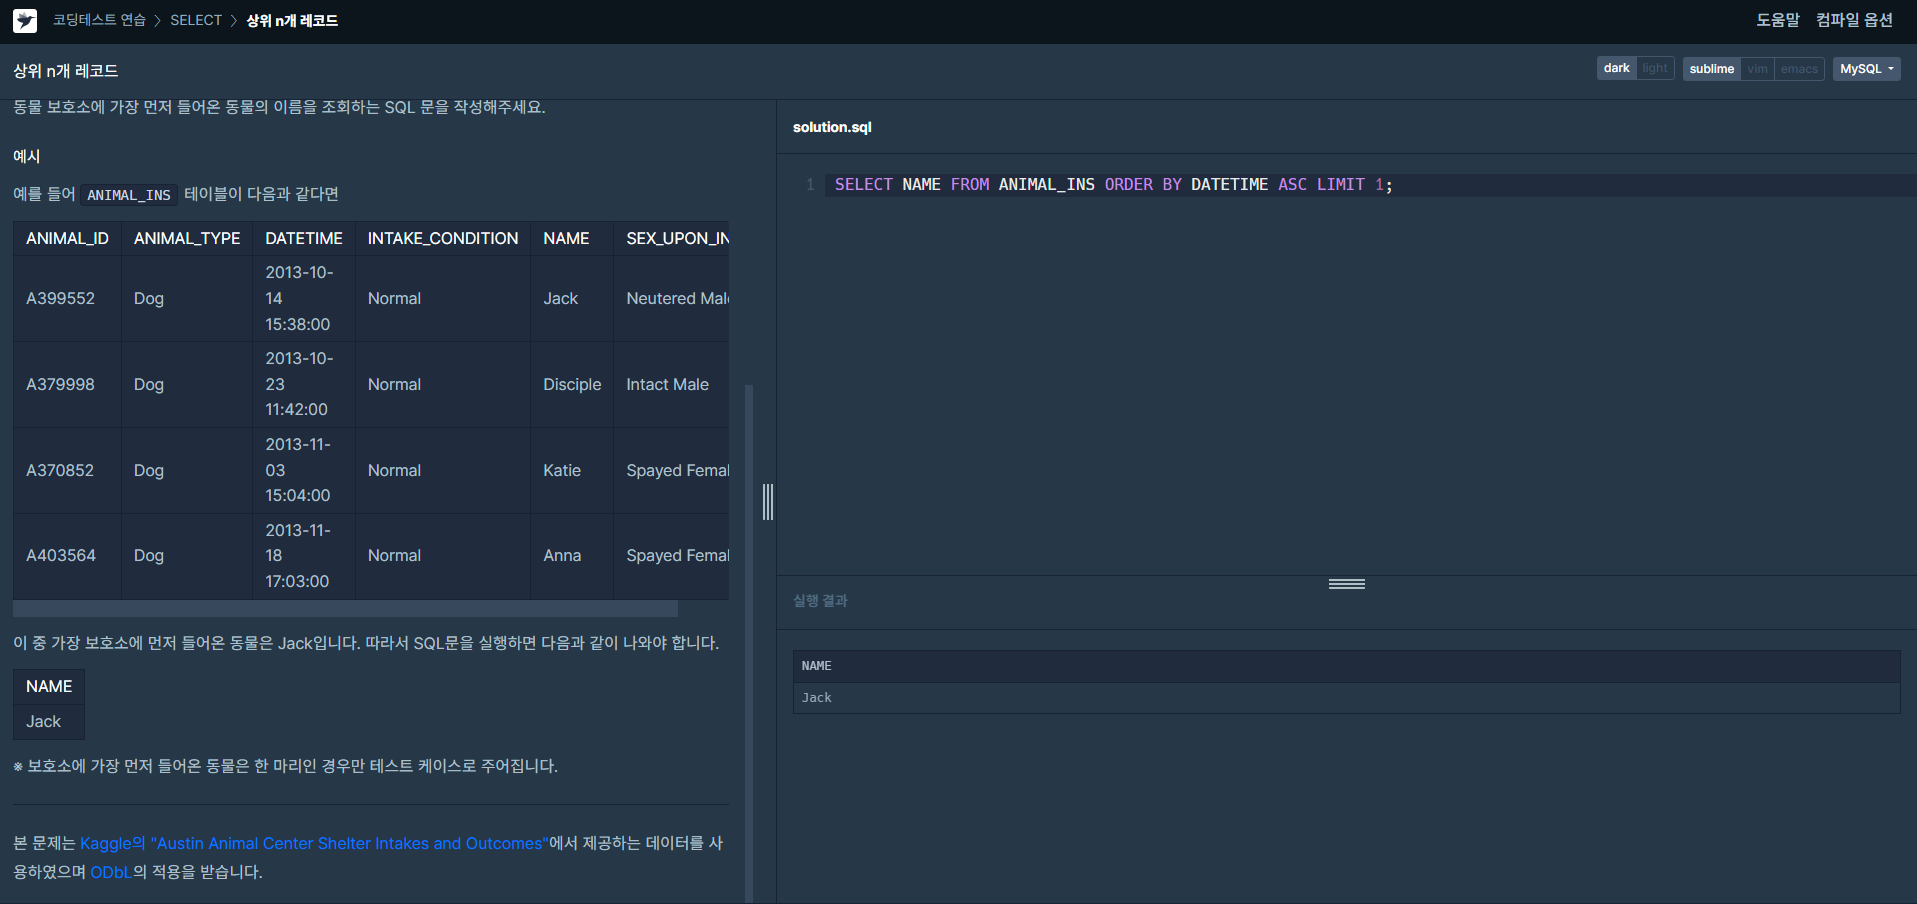 코딩테스트 연습 > SELECT > 상위 n개 레코드
도움말 컴파일 옵션
상위 n개 레코드
dark light sublime vim emacs MySQL
동물 보호소에 가장 먼저 들어온 동물의 이름을 조회하는 SQL 문을 작성해주세요.
예시
예를 들어 ANIMAL_INS 테이블이 다음과 같다면
ANIMAL_ID ANIMAL_TYPE DATETIME INTAKE_CONDITION NAME SEX_UPON_IN
A399552 Dog 2013-10-14 15:38:00 Normal Jack Neutered Mal
A379998 Dog 2013-10-23 11:42:00 Normal Disciple Intact Male
A370852 Dog 2013-11-03 15:04:00 Normal Katie Spayed Femal
A403564 Dog 2013-11-18 17:03:00 Normal Anna Spayed Femal
이 중 가장 보호소에 먼저 들어온 동물은 Jack입니다. 따라서 SQL문을 실행하면 다음과 같이 나와야 합니다.
NAME
Jack
※ 보호소에 가장 먼저 들어온 동물은 한 마리인 경우만 테스트 케이스로 주어집니다.
본 문제는 Kaggle의 "Austin Animal Center Shelter Intakes and Outcomes"에서 제공하는 데이터를 사
용하였으며 ODbL의 적용을 받습니다.
solution.sql
1 SELECT NAME FROM ANIMAL_INS ORDER BY DATETIME ASC LIMIT 1;
실행 결과
NAME
Jack